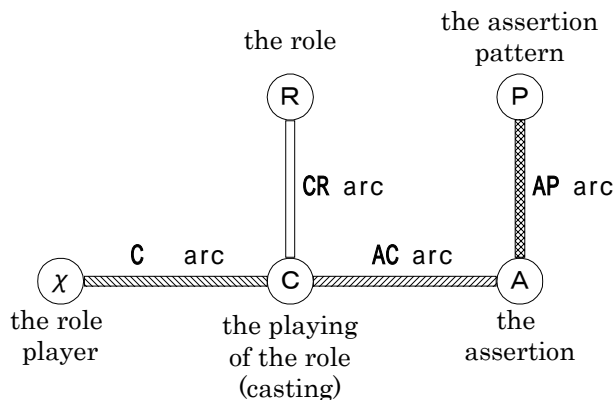 the role
the assertion
pattern
R
P
CR arc
AP arc
C arc
AC arc
χ
C
A
the role
player
the playing
of the role
(casting)
the
assertion